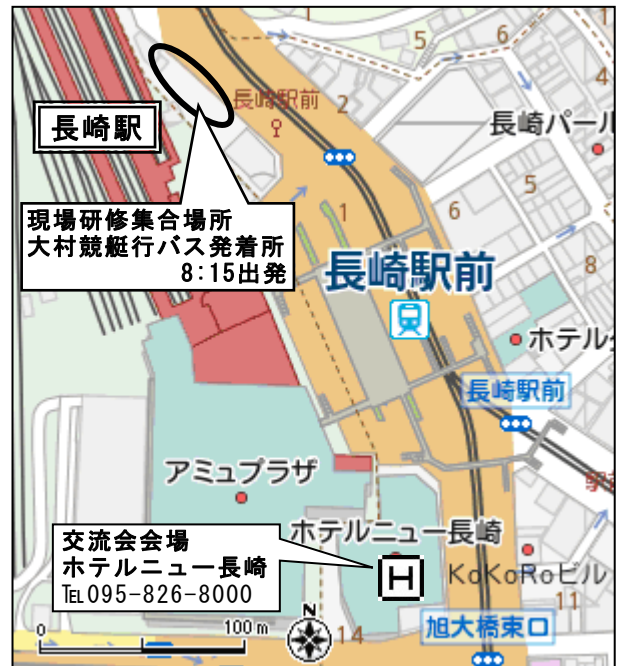 5
6
1
4
長崎駅前
2
長崎駅
長崎パール
5
現場研修集合場所
大村競艇行バス発着所
8:15出発
1
6
8
長崎駅前
ホテル
長崎駅前
アミュプラザ
交流会会場
ホテルニュー長崎
℡095-826-8000
ホテルニュー長崎
H
KoKoRoビル
11
N
0
100m
14
旭大橋東口